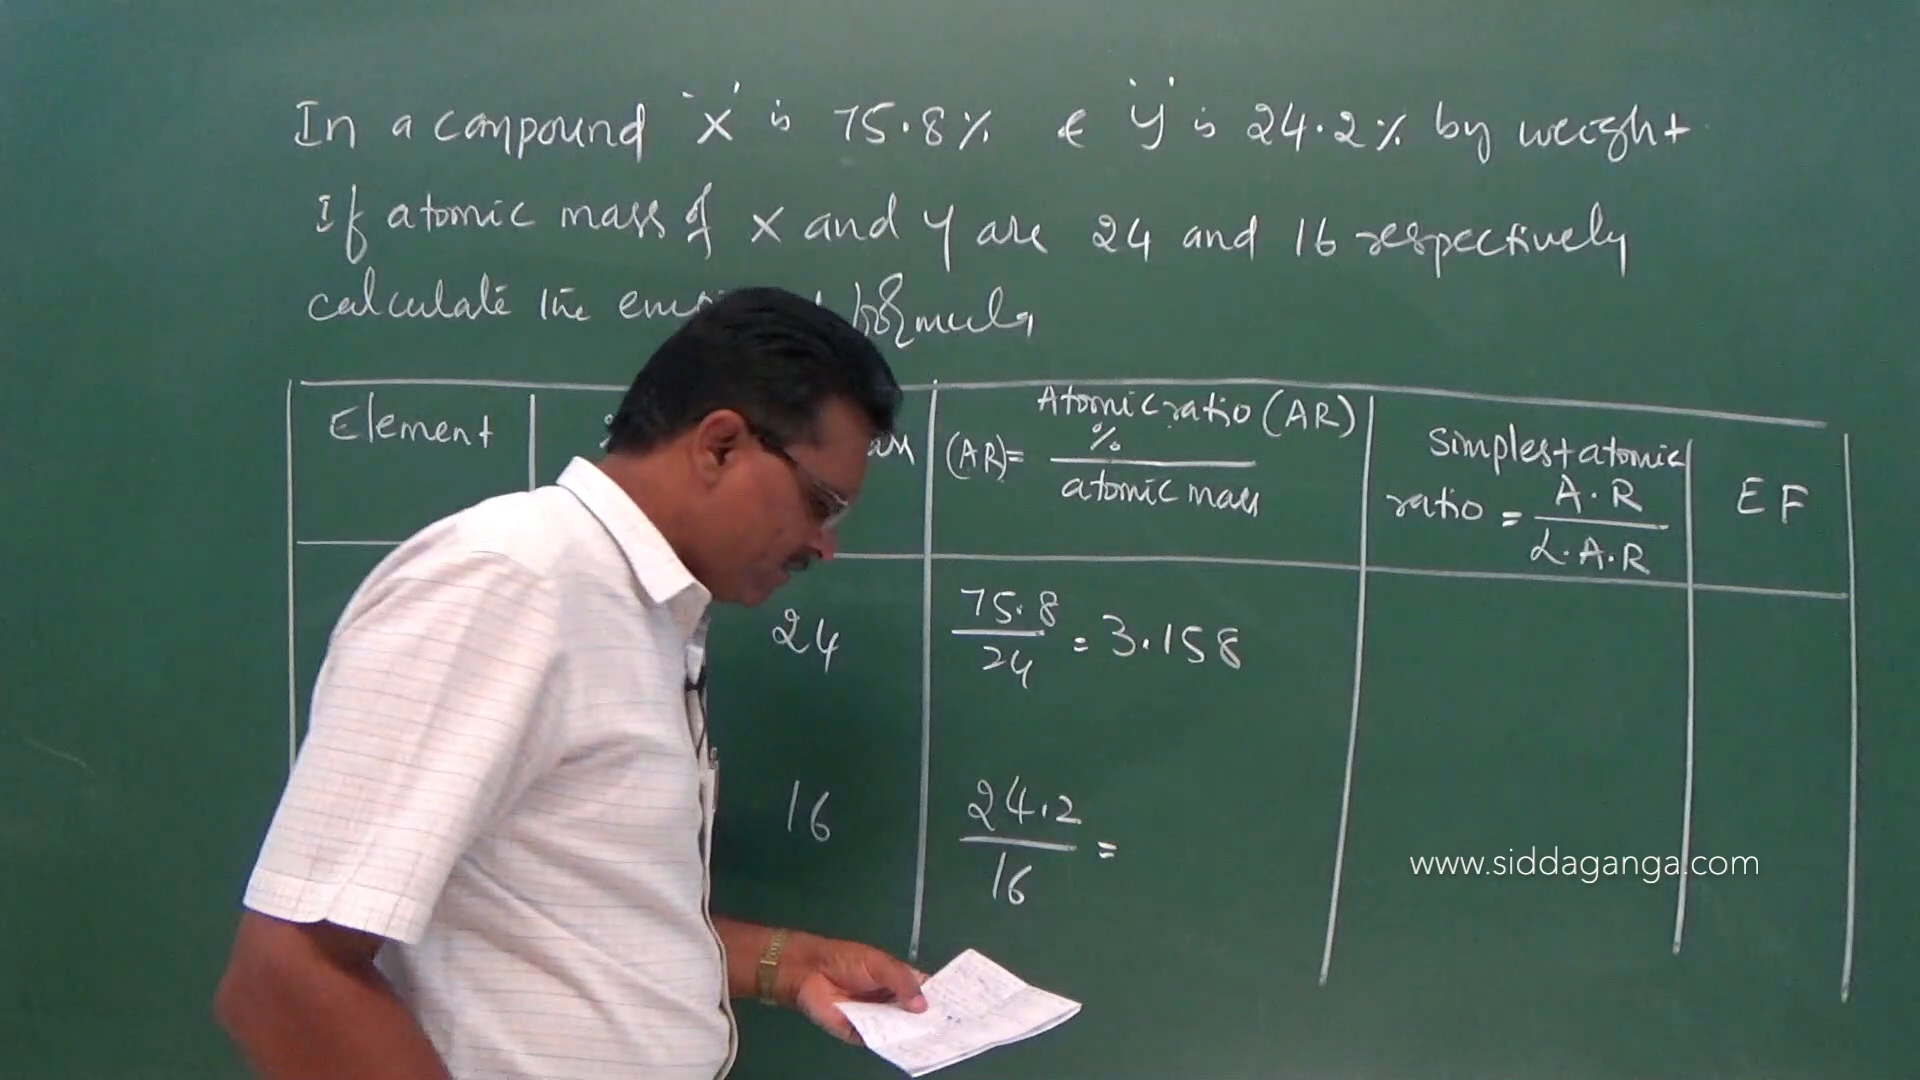 In a compound 'X' is 75.8% & 'Y' is 24.2% by weight
If atomic mass of X and Y are 24 and 16 respectively
calculate the formula
Element
Atomic ratio (AR)
(AR)= %
atomic mass
Simplest atomic
ratio = A.R
L.A.R
EF
24
75.8
24
= 3.158
16
24.2
16
=
www.siddaganga.com